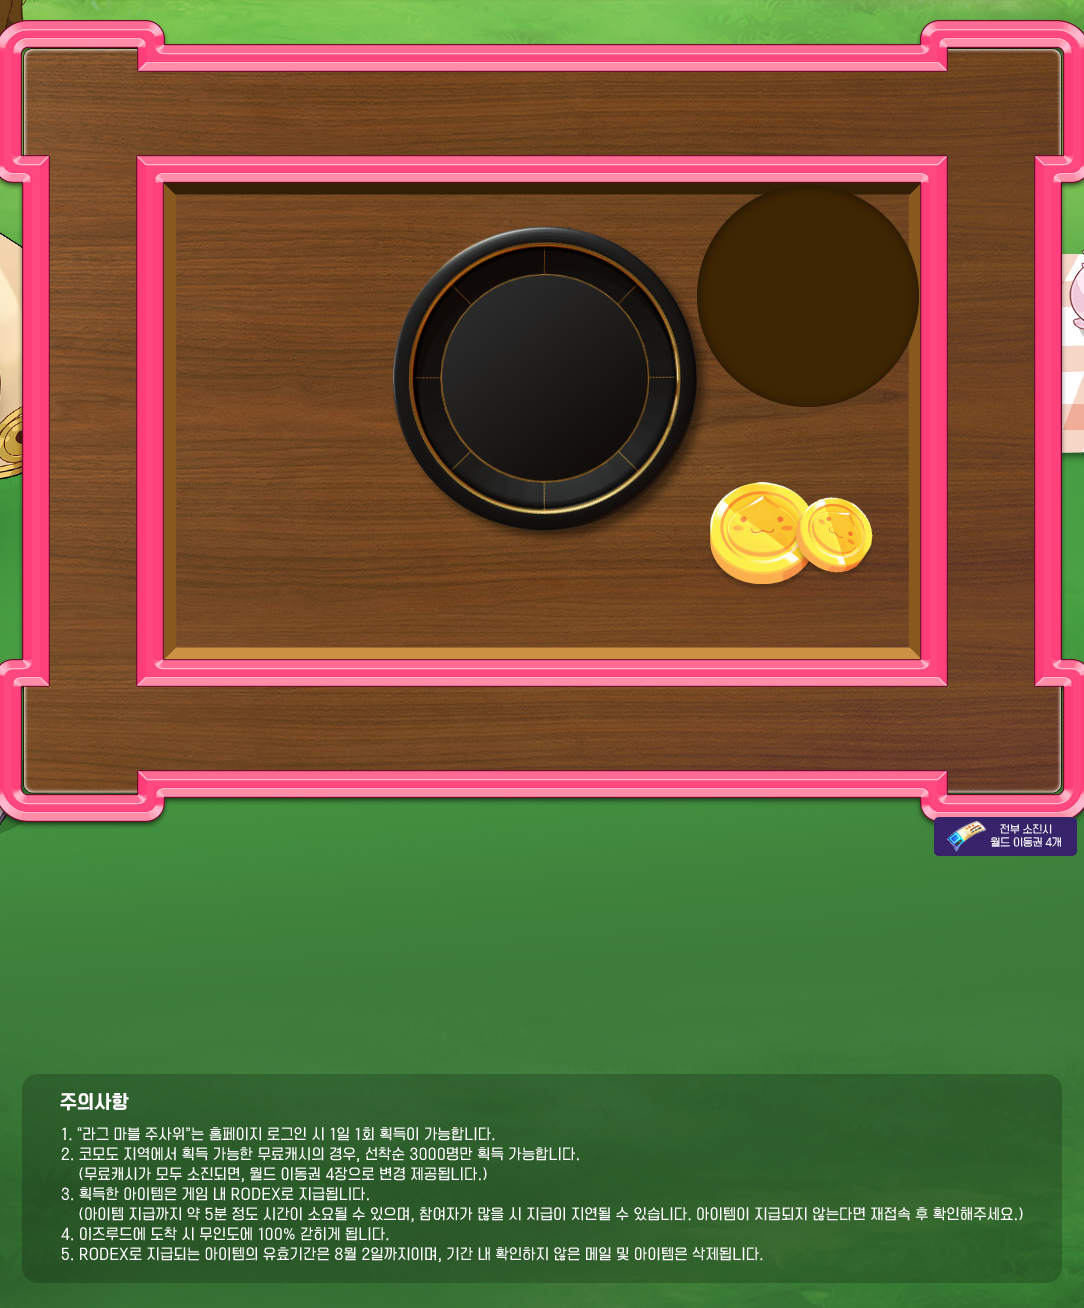 전부 소진시
월드 이동권 4개
주의사항
1. “라그 마블 주사위”는 홈페이지 로그인 시 1일 1회 획득이 가능합니다.
2. 코모도 지역에서 획득 가능한 무료캐시의 경우, 선착순 3000명만 획득 가능합니다.
(무료캐시가 모두 소진되면, 월드 이동권 4장으로 변경 제공됩니다.)
3. 획득한 아이템은 게임 내 RODEX로 지급됩니다.
(아이템 지급까지 약 5분 정도 시간이 소요될 수 있으며, 참여자가 많을 시 지급이 지연될 수 있습니다. 아이템이 지급되지 않는다면 재접속 후 확인해주세요.)
4. 이즈루드에 도착 시 무인도에 100% 갇히게 됩니다.
5. RODEX로 지급되는 아이템의 유효기간은 8월 2일까지이며, 기간 내 확인하지 않은 메일 및 아이템은 삭제됩니다.